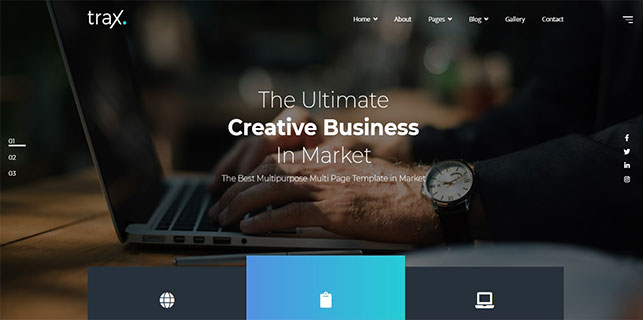 trax.
Home About Pages Blog Gallery Contact
The Ultimate
Creative Business
In Market
The Best Multipurpose Multi Page Template in Market
01
02
03